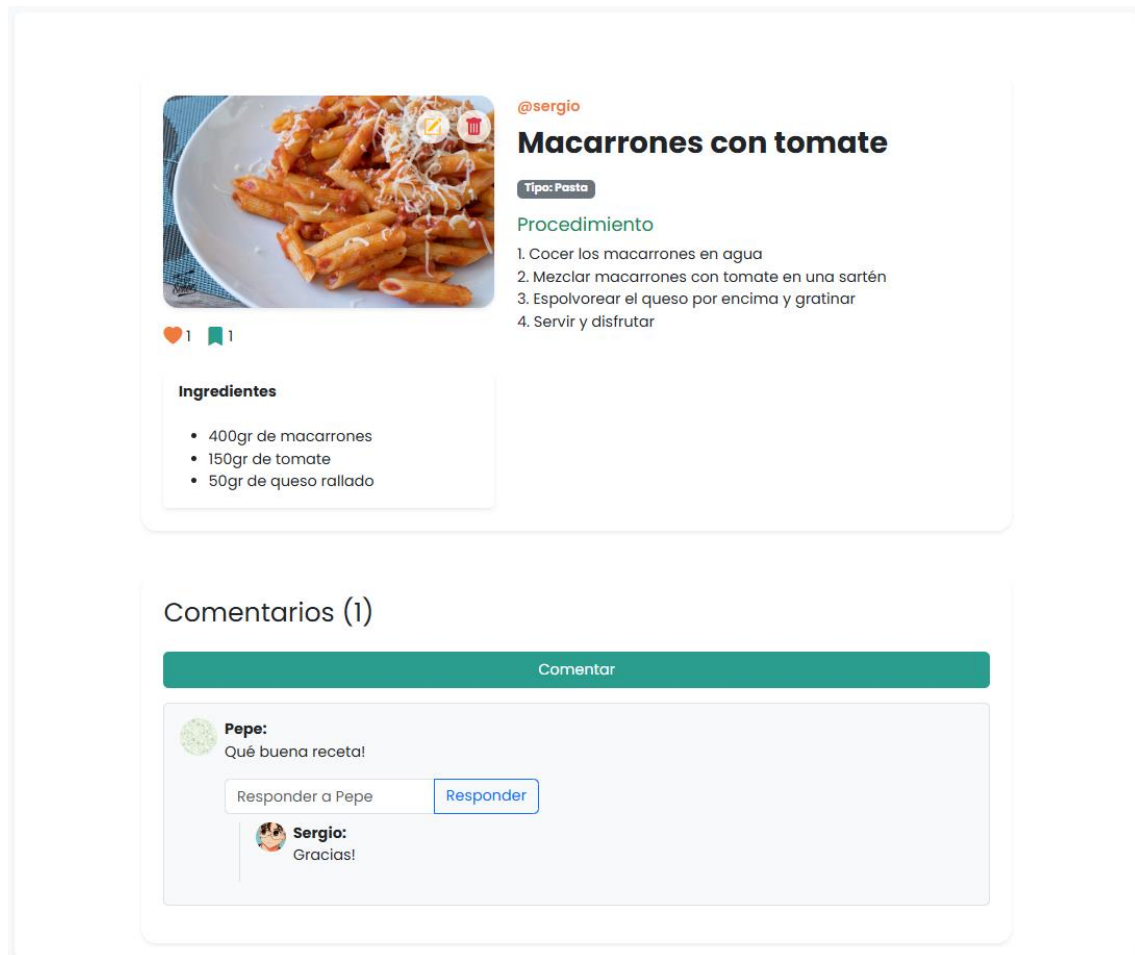 @sergio
Macarrones con tomate
Tipo: Pasta
Procedimiento
1. Cocer los macarrones en agua
2. Mezclar macarrones con tomate en una sartén
3. Espolvorear el queso por encima y gratinar
4. Servir y disfrutar
1 1
Ingredientes
• 400gr de macarrones
• 150gr de tomate
• 50gr de queso rallado
Comentarios (1)
Comentar
Pepe:
Qué buena receta!
Responder a Pepe Responder
Sergio:
Gracias!